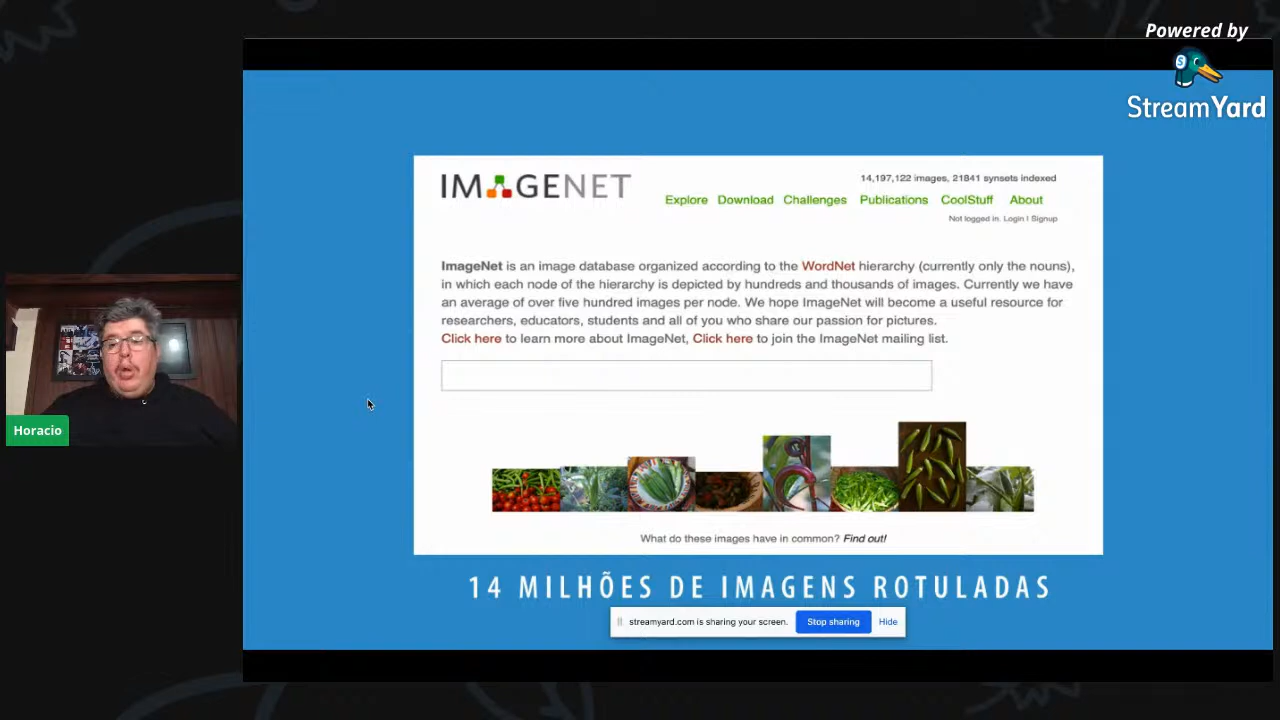 Powered by
StreamYard
IMAGENET
14,197,122 images, 21841 synsets indexed
Explore Download Challenges Publications CoolStuff About
Not logged in. Login I Signup
ImageNet is an image database organized according to the WordNet hierarchy (currently only the nouns),
in which each node of the hierarchy is depicted by hundreds and thousands of images. Currently we have
an average of over five hundred images per node. We hope ImageNet will become a useful resource for
researchers, educators, students and all of you who share our passion for pictures.
Click here to learn more about ImageNet, Click here to join the ImageNet mailing list.
Horacio
What do these images have in common? Find out!
14 MILHÕES DE IMAGENS ROTULADAS
streamyard.com is sharing your screen. Stop sharing Hide